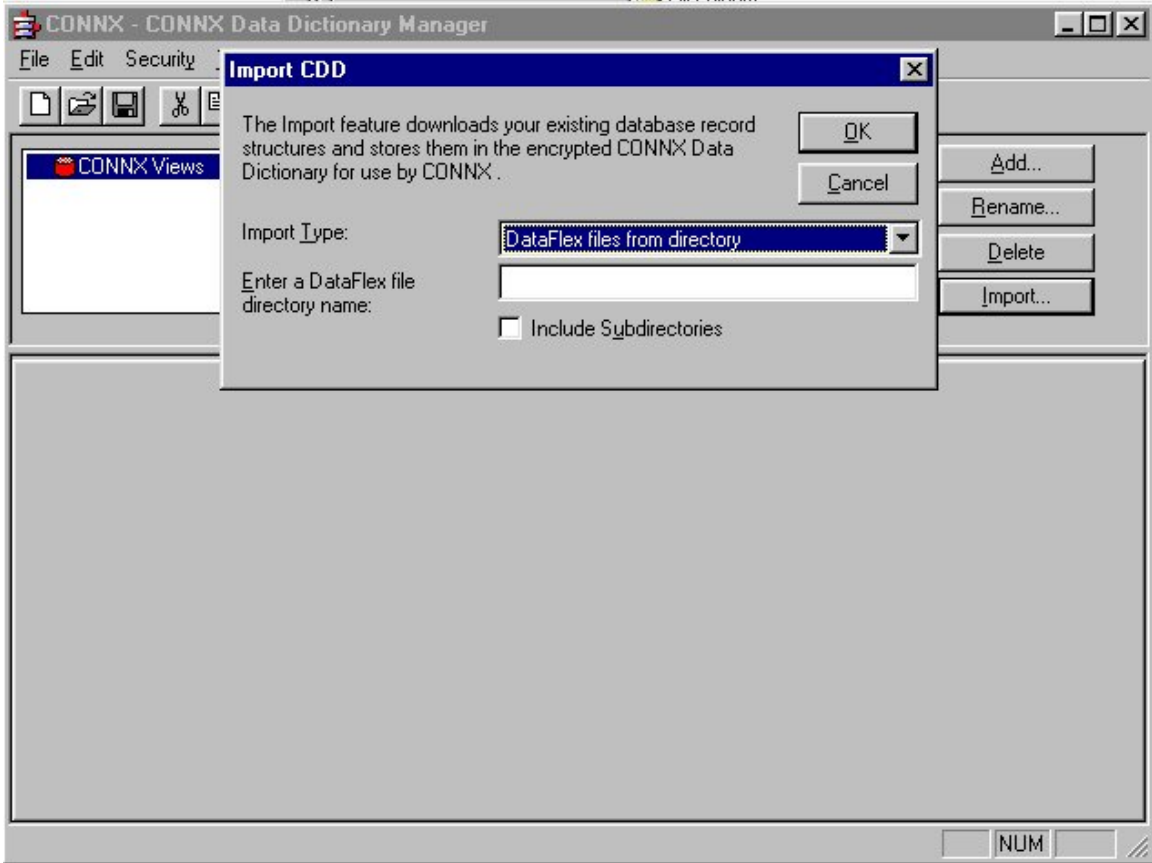 CONNX - CONNX Data Dictionary Manager
File Edit Security
Import CDD
The Import feature downloads your existing database record
structures and stores them in the encrypted CONNX Data
Dictionary for use by CONNX .
OK
Cancel
CONNX Views
Import Type:
DataFlex files from directory
Enter a DataFlex file
directory name:
Include Subdirectories
Add...
Rename...
Delete
Import...
NUM